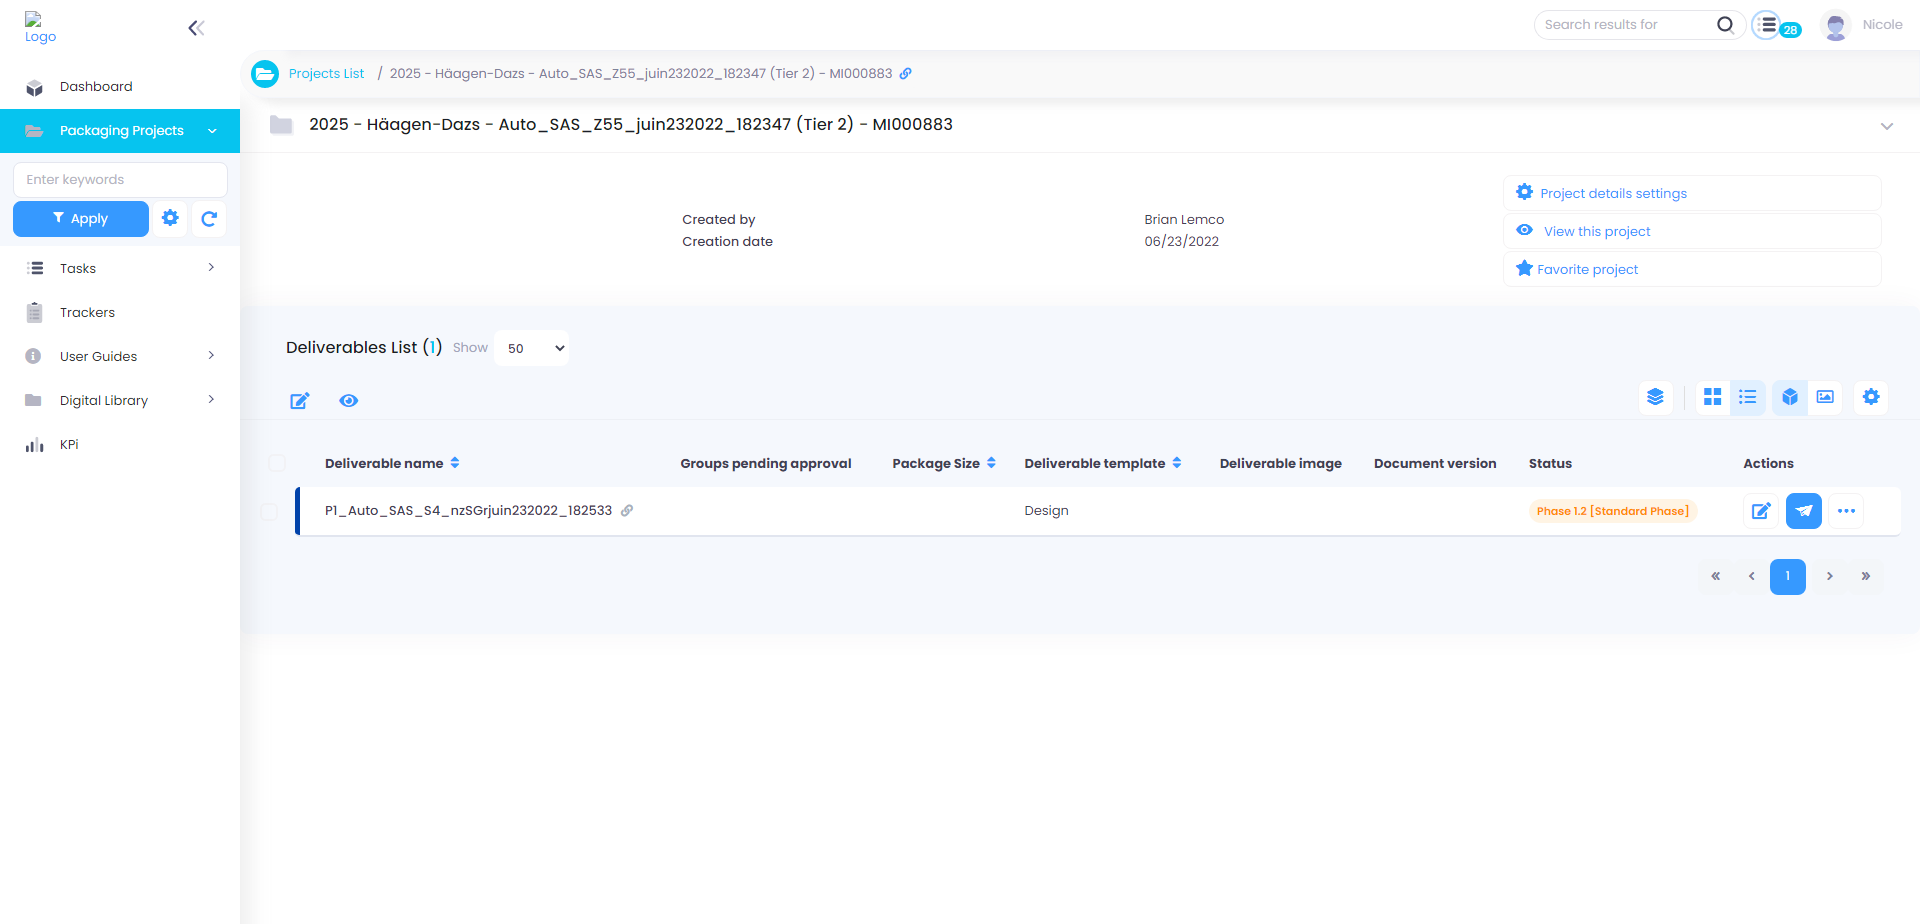 Logo
Search results for
28
Nicole
Dashboard
Packaging Projects
Enter keywords
Apply
Tasks
Trackers
User Guides
Digital Library
KPi
Projects List / 2025 - Häagen-Dazs - Auto_SAS_Z55_juin232022_182347 (Tier 2) - MI000883
2025 - Häagen-Dazs - Auto_SAS_Z55_juin232022_182347 (Tier 2) - MI000883
Created by Brian Lemco
Creation date 06/23/2022
Project details settings
View this project
Favorite project
Deliverables List (1) Show 50
Deliverable name Groups pending approval Package Size Deliverable template Deliverable image Document version Status Actions
P1_Auto_SAS_S4_nzSGrjuin232022_182533 Design Phase 1.2 [Standard Phase]
« ‹ 1 › »